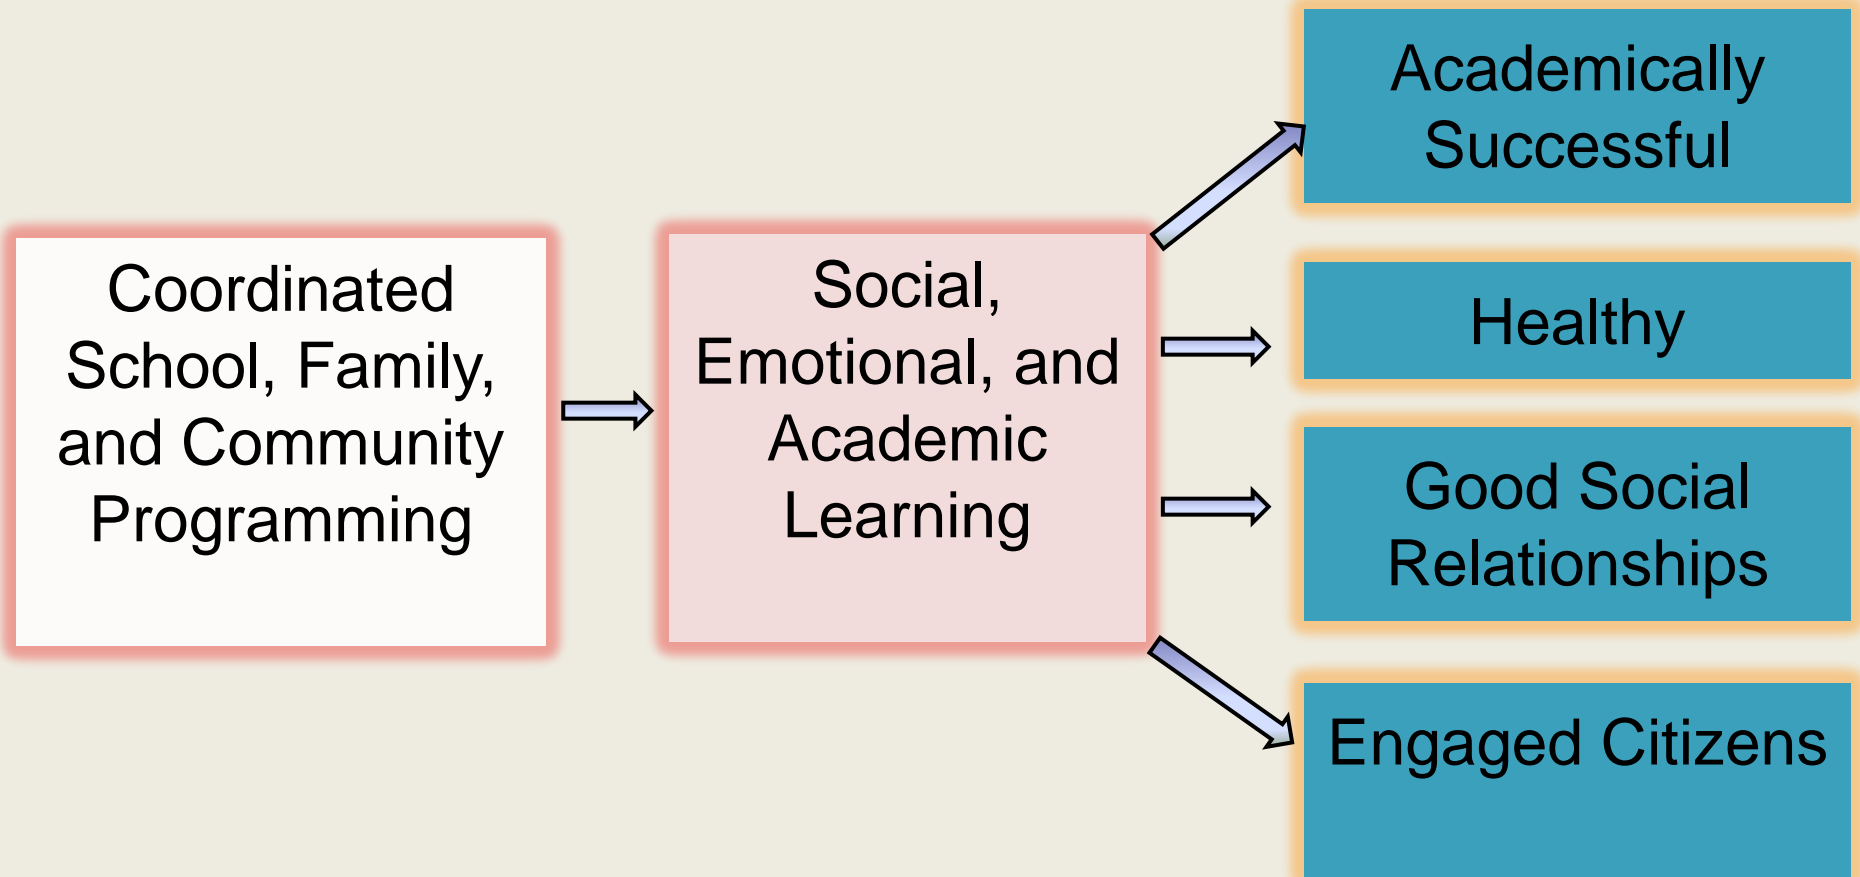 Coordinated
School, Family,
and Community
Programming
Social,
Emotional, and
Academic
Learning
Academically
Successful
Healthy
Good Social
Relationships
Engaged Citizens